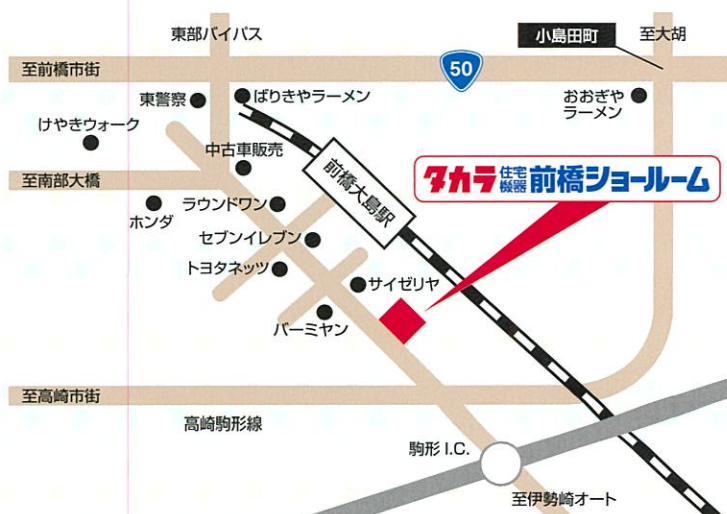 東部バイパス
小島田町
至大胡
至前橋市街
50
東警察
ばりきやラーメン
おおぎや
ラーメン
けやきウォーク
中古車販売
前橋大島駅
タカラ住宅機器前橋ショールーム
至南部大橋
ホンダ
ラウンドワン
セブンイレブン
トヨタネッツ
サイゼリヤ
バーミヤン
至高崎市街
高崎駒形線
駒形 I.C.
至伊勢崎オート